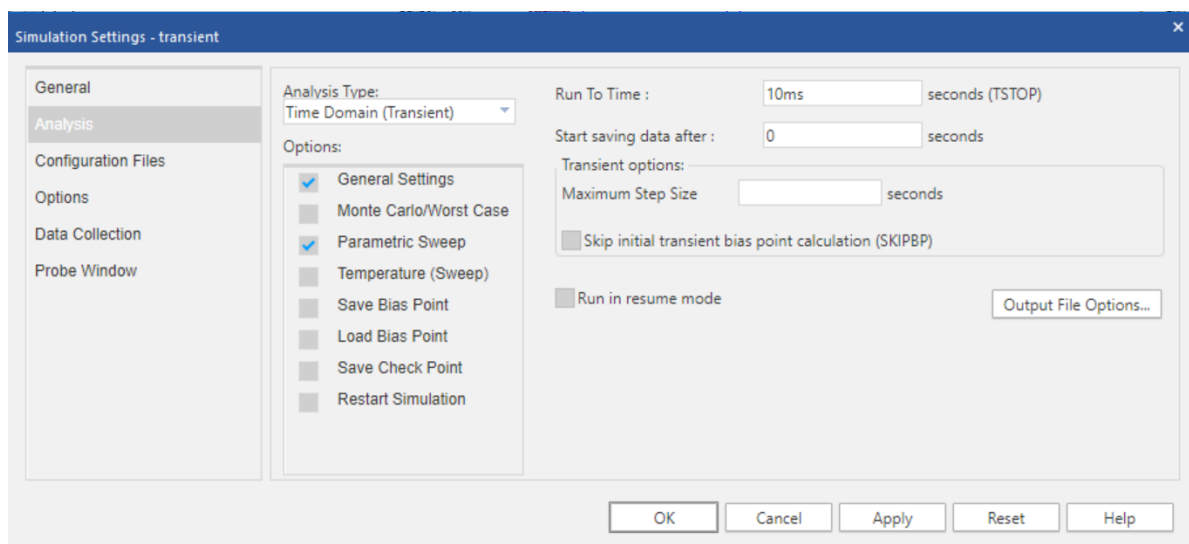 Simulation Settings - transient
×
General
Analysis
Configuration Files
Options
Data Collection
Probe Window
Analysis Type:
Time Domain (Transient)
Options:
General Settings
Monte Carlo/Worst Case
Parametric Sweep
Temperature (Sweep)
Save Bias Point
Load Bias Point
Save Check Point
Restart Simulation
Run To Time : 10ms seconds (TSTOP)
Start saving data after : 0 seconds
Transient options:
Maximum Step Size seconds
Skip initial transient bias point calculation (SKIPBP)
Run in resume mode
Output File Options...
OK Cancel Apply Reset Help